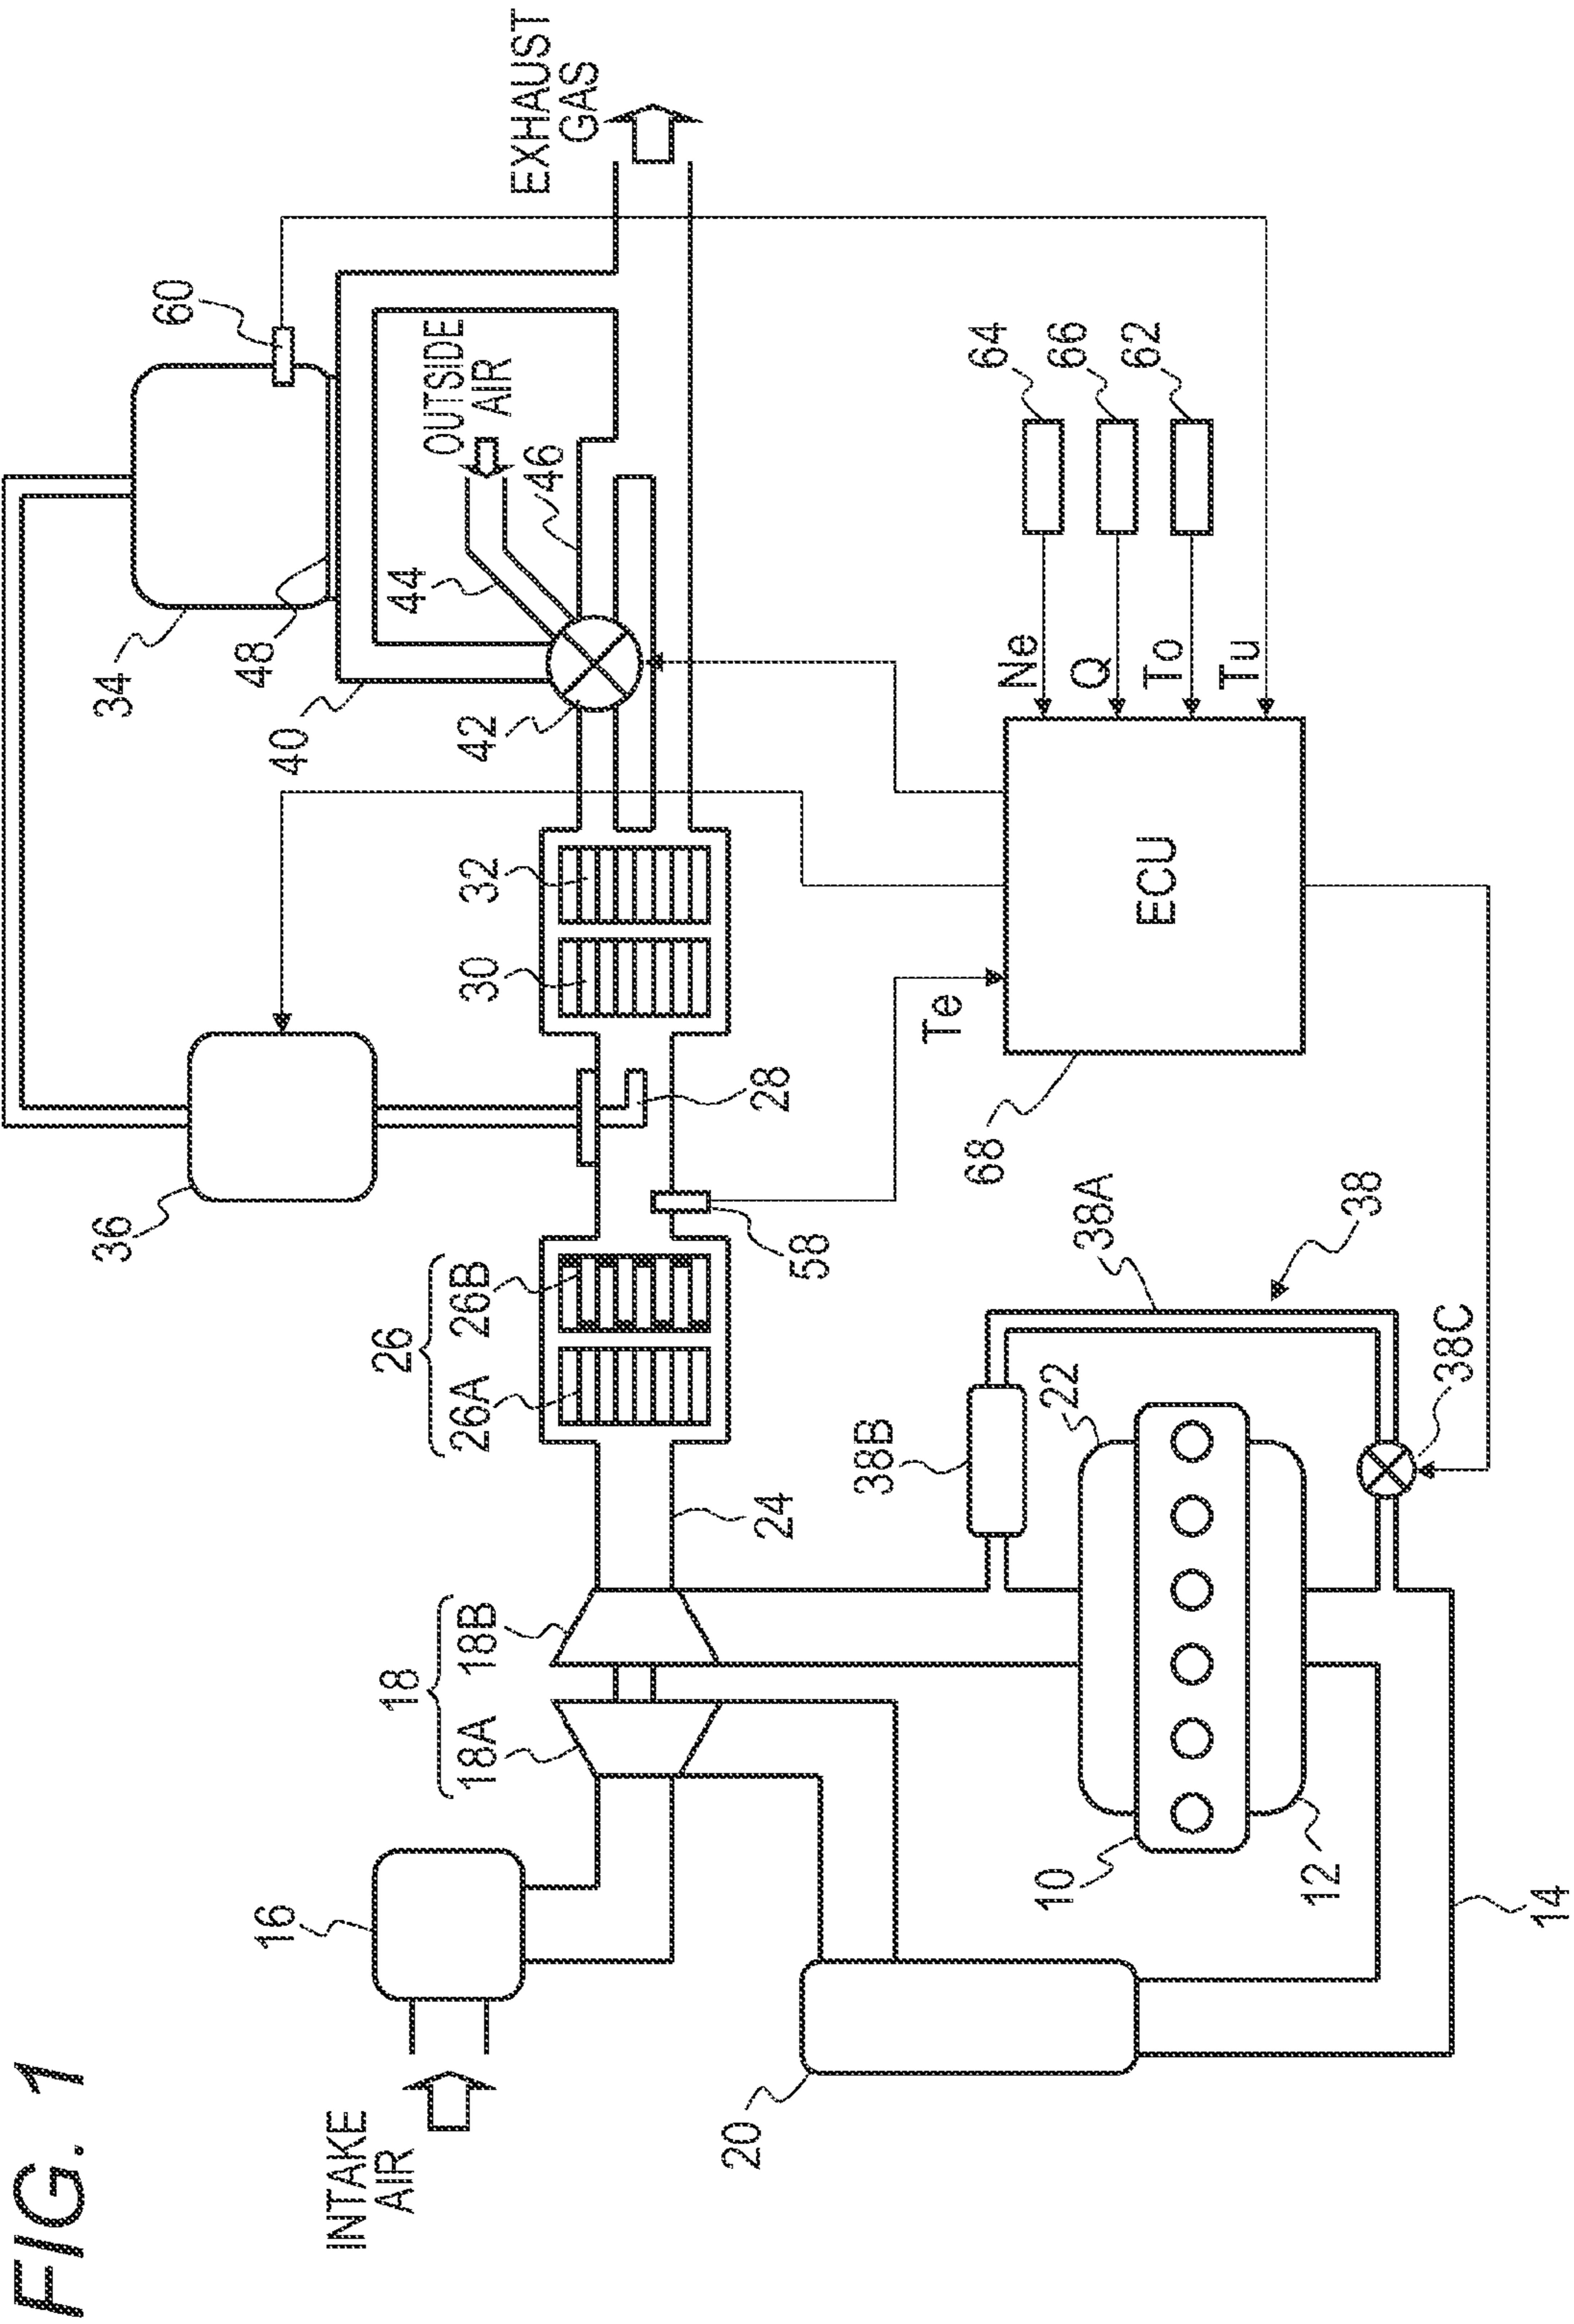 FIG. 1
INTAKE
AIR
16
20
18
18A
18B
24
26
26A
26B
36
58
28
30
32
42
40
48
34
44
46
60
OUTSIDE
AIR
EXHAUST
GAS
64
66
62
Ne
Q
To
Tu
Te
ECU
68
38A
38
38B
22
38C
10
12
14